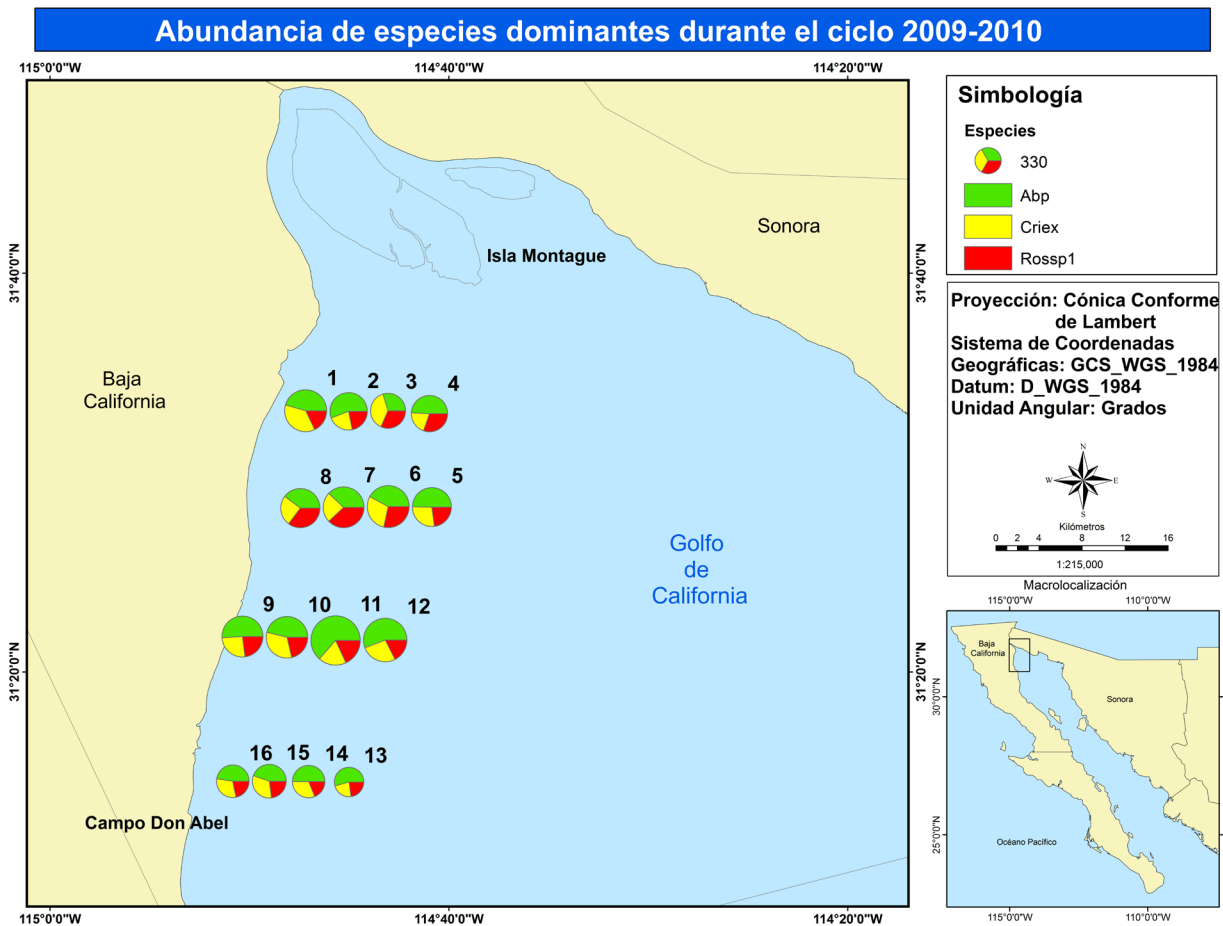 Abundancia de especies dominantes durante el ciclo 2009-2010
115°0'0"W
114°40'0"W
114°20'0"W
31°40'0"N
31°40'0"N
31°20'0"N
31°20'0"N
Sonora
Isla Montague
Baja
California
1
2
3
4
8
7
6
5
Golfo
de
California
9
10
11
12
16
15
14
13
Campo Don Abel
115°0'0"W
114°40'0"W
114°20'0"W
Simbología
Especies
330
Abp
Criex
Rossp1
Proyección: Cónica Conforme
de Lambert
Sistema de Coordenadas
Geográficas: GCS_WGS_1984
Datum: D_WGS_1984
Unidad Angular: Grados
N
W
E
S
Kilómetros
0 2 4 8 12 16
1:215,000
Macrolocalización
115°0'0"W
110°0'0"W
Baja
California
Sonora
30°0'0"N
25°0'0"N
Océano Pacífico
115°0'0"W
110°0'0"W